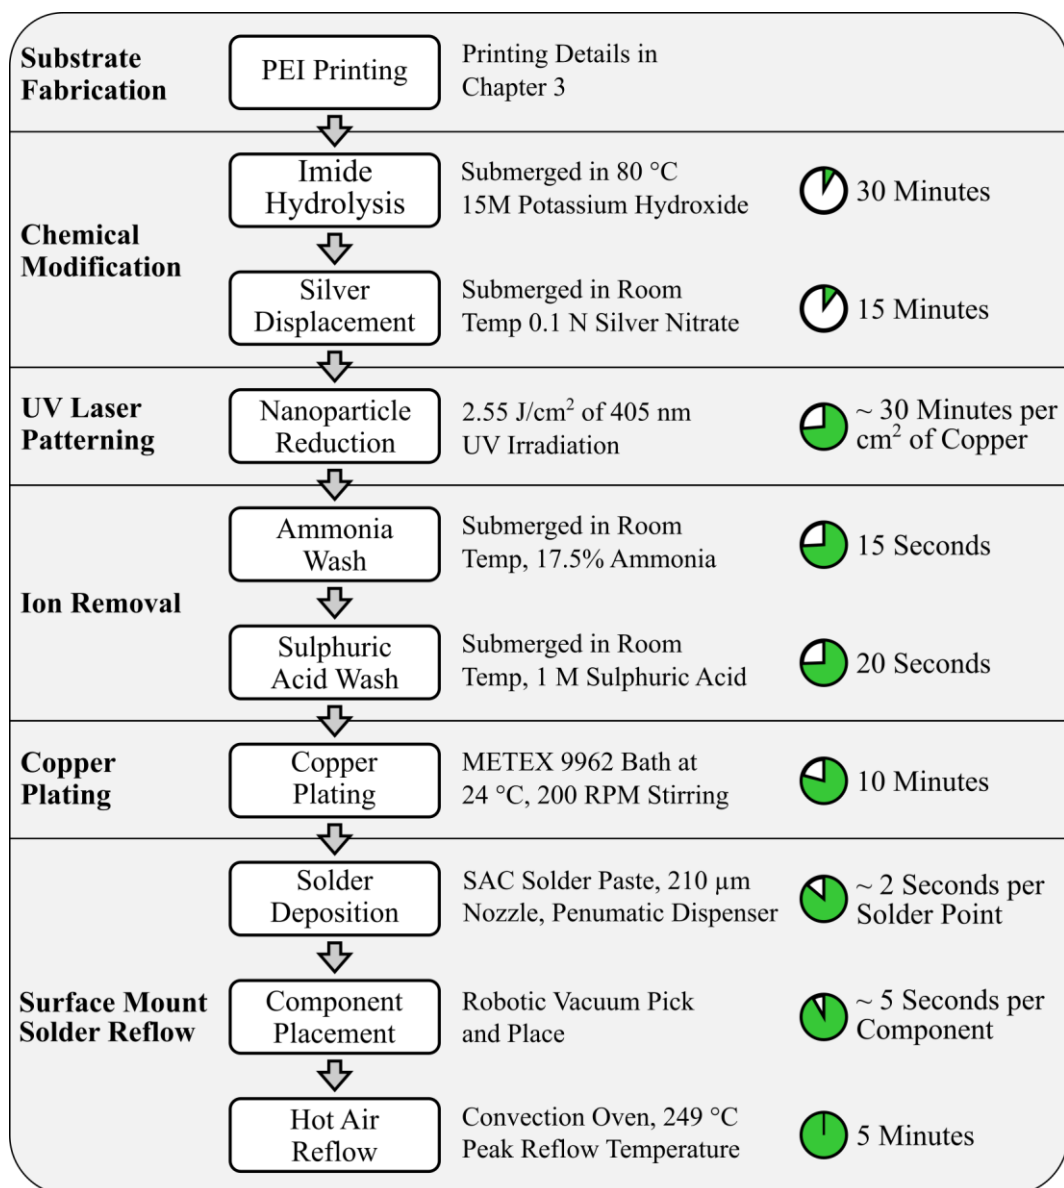 Substrate
Fabrication
PEI Printing
Printing Details in
Chapter 3
Chemical
Modification
Imide
Hydrolysis
Submerged in 80 °C
15M Potassium Hydroxide
30 Minutes
Silver
Displacement
Submerged in Room
Temp 0.1 N Silver Nitrate
15 Minutes
UV Laser
Patterning
Nanoparticle
Reduction
2.55 J/cm² of 405 nm
UV Irradiation
~ 30 Minutes per
cm² of Copper
Ion Removal
Ammonia
Wash
Submerged in Room
Temp, 17.5% Ammonia
15 Seconds
Sulphuric
Acid Wash
Submerged in Room
Temp, 1 M Sulphuric Acid
20 Seconds
Copper
Plating
Copper
Plating
METEX 9962 Bath at
24 °C, 200 RPM Stirring
10 Minutes
Surface Mount
Solder Reflow
Solder
Deposition
SAC Solder Paste, 210 µm
Nozzle, Penumatic Dispenser
~ 2 Seconds per
Solder Point
Component
Placement
Robotic Vacuum Pick
and Place
~ 5 Seconds per
Component
Hot Air
Reflow
Convection Oven, 249 °C
Peak Reflow Temperature
5 Minutes